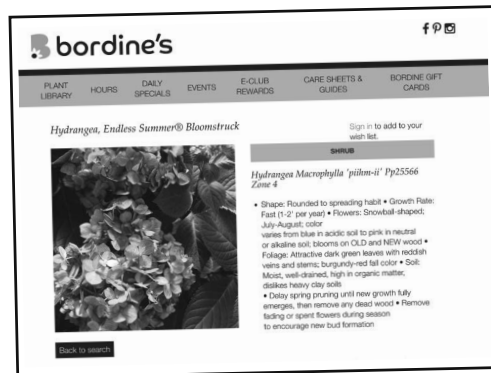 bordine's
PLANT
LIBRARY
HOURS
DAILY
SPECIALS
EVENTS
E-CLUB
REWARDS
CARE SHEETS &
GUIDES
BORDINE GIFT
CARDS
Hydrangea, Endless Summer® Bloomstruck
Sign in to add to your
wish list.
SHRUB
Hydrangea Macrophylla 'piihm-ii' Pp25566
Zone 4
• Shape: Rounded to spreading habit • Growth Rate:
Fast (1-2' per year) • Flowers: Snowball-shaped;
July-August; color
varies from blue in acidic soil to pink in neutral
or alkaline soil; blooms on OLD and NEW wood •
Foliage: Attractive dark green leaves with reddish
veins and stems; burgundy-red fall color • Soil:
Moist, well-drained, high in organic matter,
dislikes heavy clay soils
• Delay spring pruning until new growth fully
emerges, then remove any dead wood • Remove
fading or spent flowers during season
to encourage new bud formation
Back to search